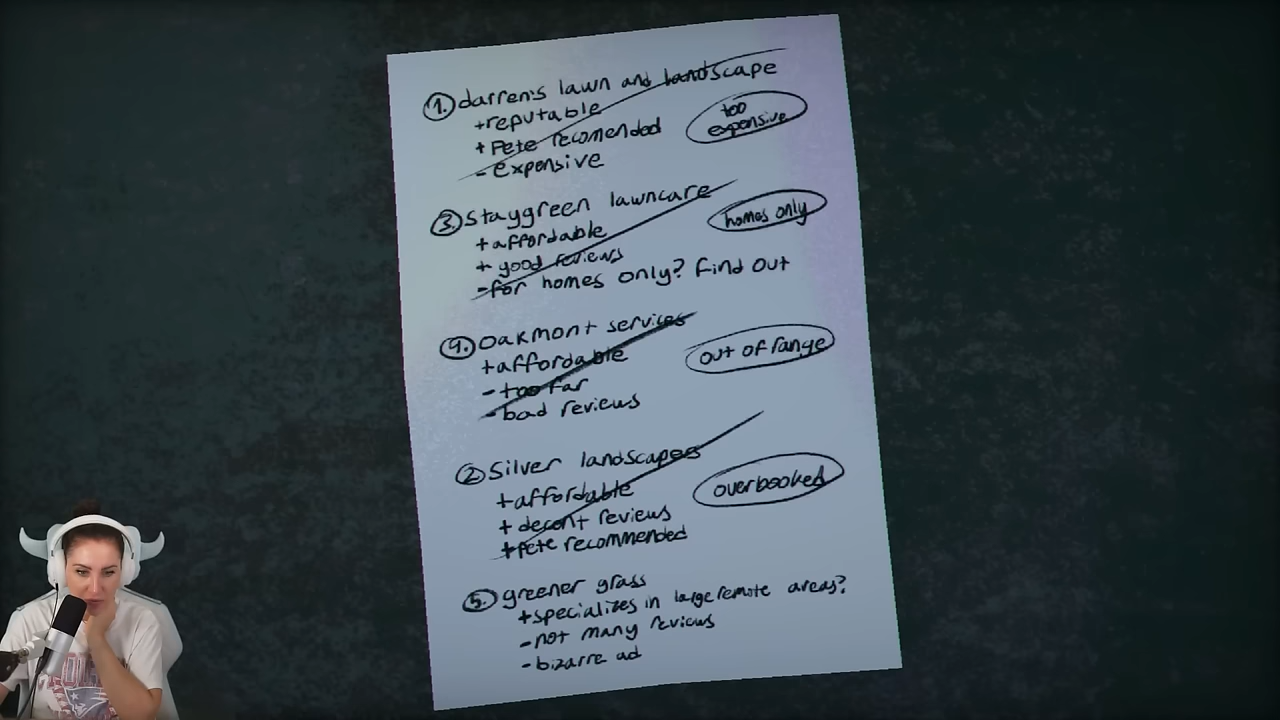 1. darren's lawn and landscape
+reputable
+ Pete recomended
- expensive
too expensive
3. staygreen lawncare
+affordable
+ good reviews
-for homes only? Find Out
homes only
4. Oakmont services
+affordable
- too far
- bad reviews
out of range
2. Silver landscapers
+affordable
+ decent reviews
+Pete recommended
overbooked
5. greener grass
+specializes in large remote areas?
-not many reviews
- bizarre ad